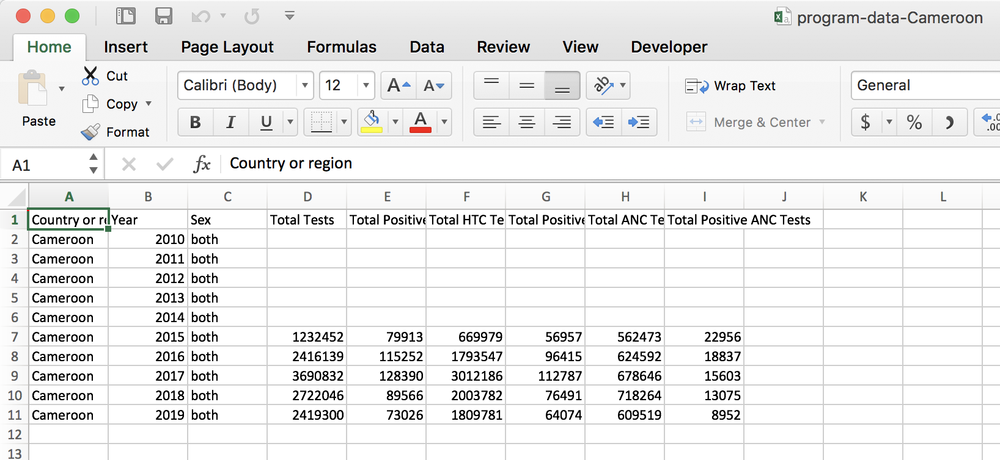 program-data-Cameroon
Home Insert Page Layout Formulas Data Review View Developer
Cut
Copy
Format
Paste
Calibri (Body) 12 A A
B I U A
ab
Wrap Text
Merge & Center
General
$ % .00
A1 fx Country or region
A B C D E F G H I J K L
1 Country or re Year Sex Total Tests Total Positive Total HTC Te Total Positive Total ANC Te Total Positive ANC Tests
2 Cameroon 2010 both
3 Cameroon 2011 both
4 Cameroon 2012 both
5 Cameroon 2013 both
6 Cameroon 2014 both
7 Cameroon 2015 both 1232452 79913 669979 56957 562473 22956
8 Cameroon 2016 both 2416139 115252 1793547 96415 624592 18837
9 Cameroon 2017 both 3690832 128390 3012186 112787 678646 15603
10 Cameroon 2018 both 2722046 89566 2003782 76491 718264 13075
11 Cameroon 2019 both 2419300 73026 1809781 64074 609519 8952
12
13